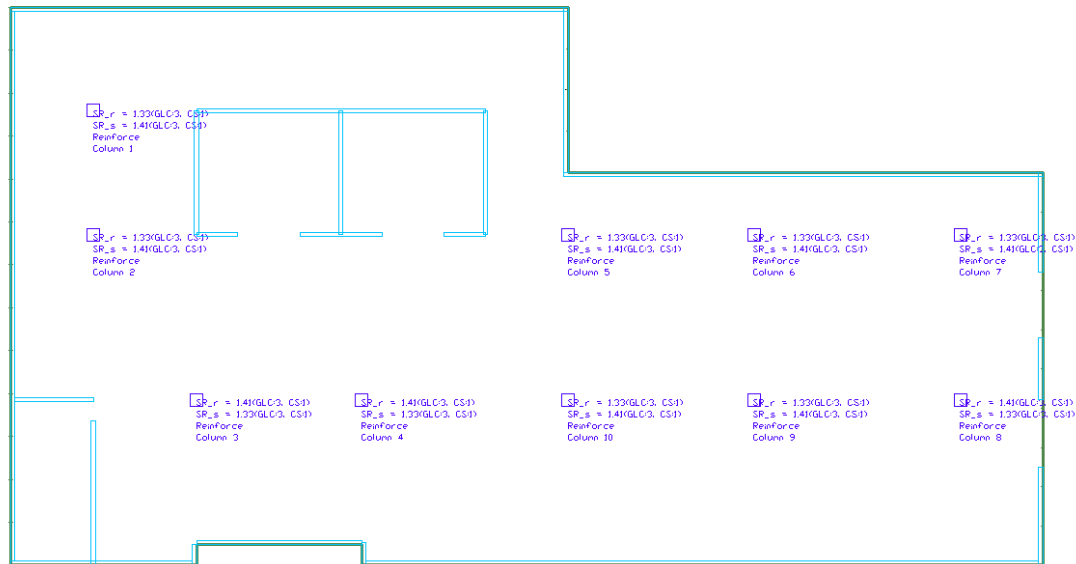 SR_r = 1.33(GLC:3, CS:1)
SR_s = 1.41(GLC:3, CS:1)
Reinforce
Column 1
SR_r = 1.33(GLC:3, CS:1)
SR_s = 1.41(GLC:3, CS:1)
Reinforce
Column 2
SR_r = 1.33(GLC:3, CS:1)
SR_s = 1.41(GLC:3, CS:1)
Reinforce
Column 5
SR_r = 1.33(GLC:3, CS:1)
SR_s = 1.41(GLC:3, CS:1)
Reinforce
Column 6
SR_r = 1.33(GLC:3, CS:1)
SR_s = 1.41(GLC:3, CS:1)
Reinforce
Column 7
SR_r = 1.41(GLC:3, CS:1)
SR_s = 1.33(GLC:3, CS:1)
Reinforce
Column 3
SR_r = 1.41(GLC:3, CS:1)
SR_s = 1.33(GLC:3, CS:1)
Reinforce
Column 4
SR_r = 1.33(GLC:3, CS:1)
SR_s = 1.41(GLC:3, CS:1)
Reinforce
Column 10
SR_r = 1.33(GLC:3, CS:1)
SR_s = 1.41(GLC:3, CS:1)
Reinforce
Column 9
SR_r = 1.41(GLC:3, CS:1)
SR_s = 1.33(GLC:3, CS:1)
Reinforce
Column 8